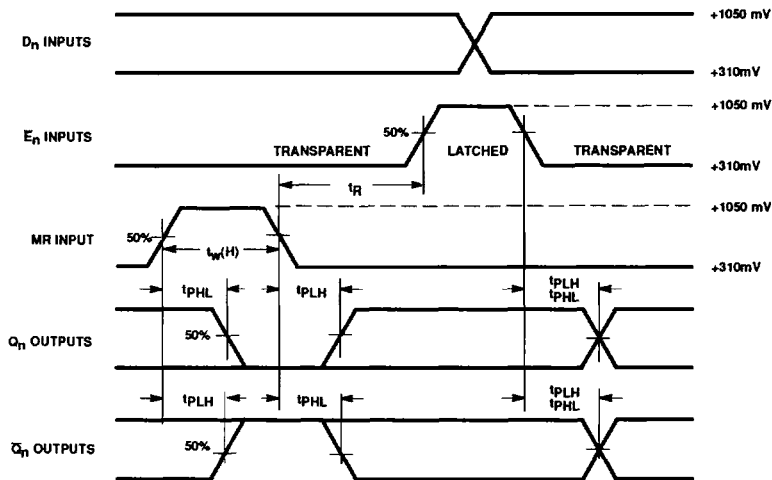 +1050 mV
Dn INPUTS
+310mV
+1050 mV
En INPUTS
50%
TRANSPARENT
LATCHED
TRANSPARENT
+310mV
tR
+1050 mV
MR INPUT
50%
tw(H)
+310mV
tPHL
tPLH
tPLH
tPHL
Qn OUTPUTS
50%
tPLH
tPHL
tPLH
tPHL
Q̅n OUTPUTS
50%